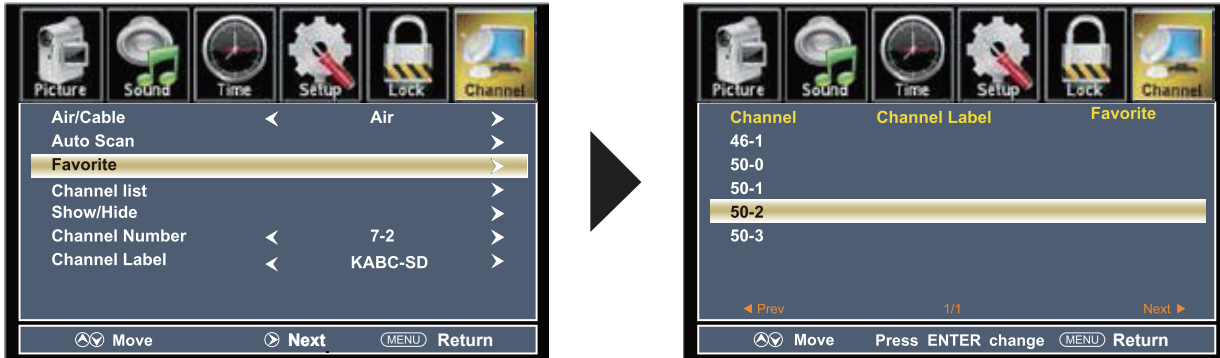 Picture Sound Time Setup Lock Channel
Air/Cable Air
Auto Scan
Favorite
Channel list
Show/Hide
Channel Number 7-2
Channel Label KABC-SD
Move Next MENU Return
Picture Sound Time Setup Lock Channel
Channel Channel Label Favorite
46-1
50-0
50-1
50-2
50-3
Prev 1/1 Next
Move Press ENTER change MENU Return